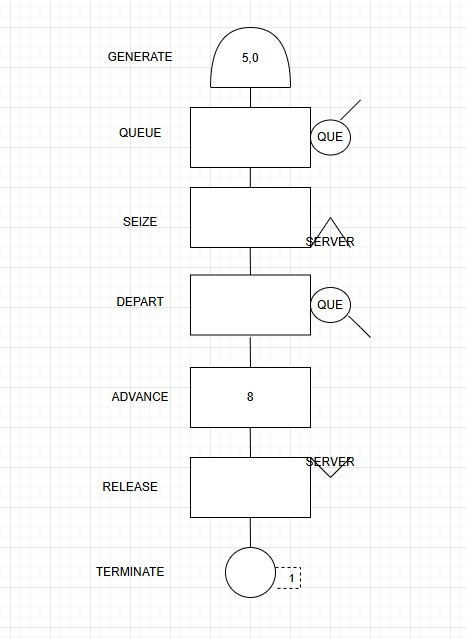 GENERATE
5,0
QUEUE
QUE
SEIZE
SERVER
DEPART
QUE
ADVANCE
8
SERVER
RELEASE
TERMINATE
1